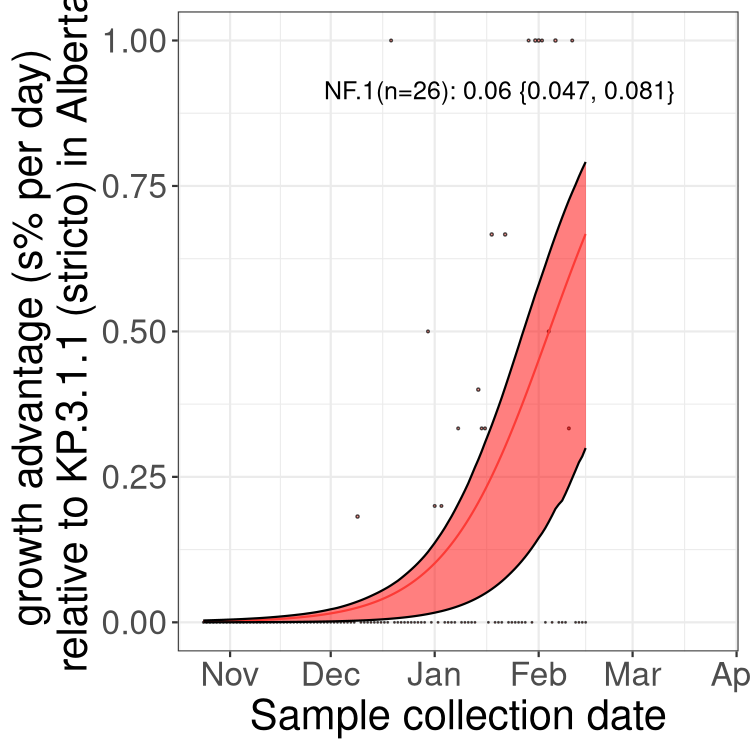 growth advantage (s% per day)
relative to KP.3.1.1 (stricto) in Alberta
1.00
NF.1(n=26): 0.06 {0.047, 0.081}
0.75
0.50
0.25
0.00
Nov Dec Jan Feb Mar Ap
Sample collection date